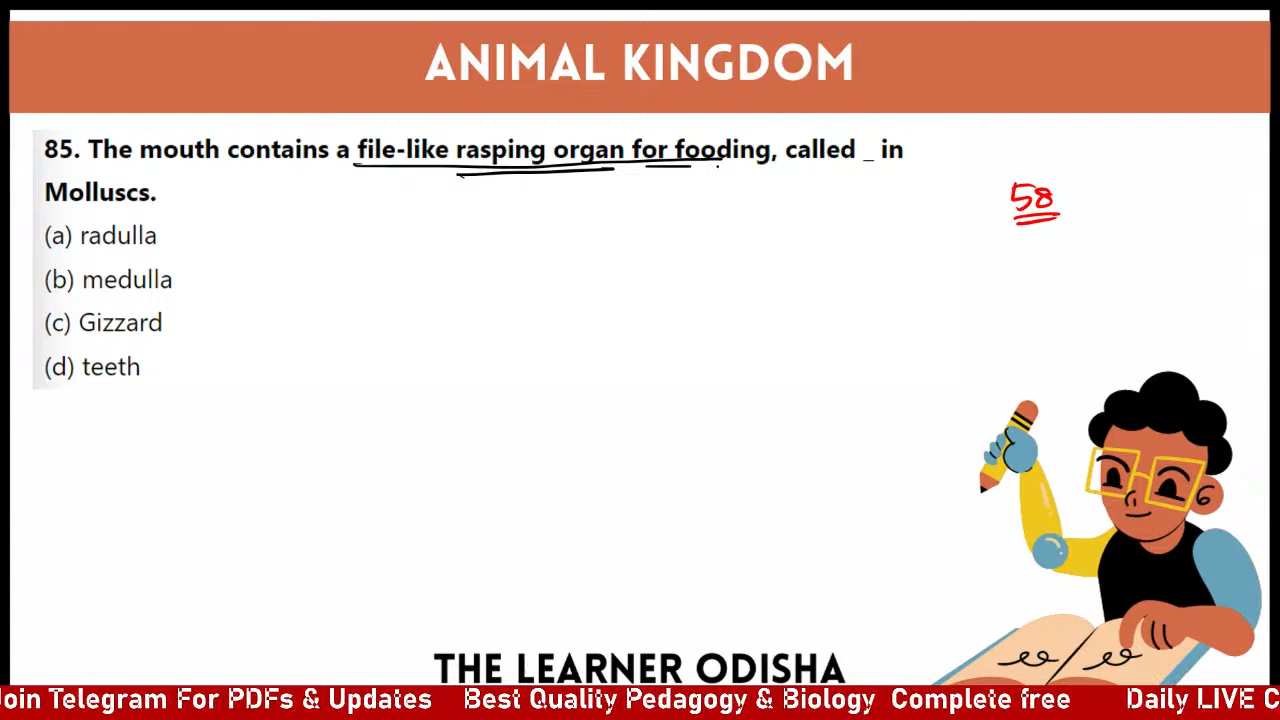 ANIMAL KINGDOM
85. The mouth contains a file-like rasping organ for fooding, called _ in
Molluscs.
58
(a) radulla
(b) medulla
(c) Gizzard
(d) teeth
THE LEARNER ODISHA
Join Telegram For PDFs & Updates Best Quality Pedagogy & Biology Complete free Daily LIVE C